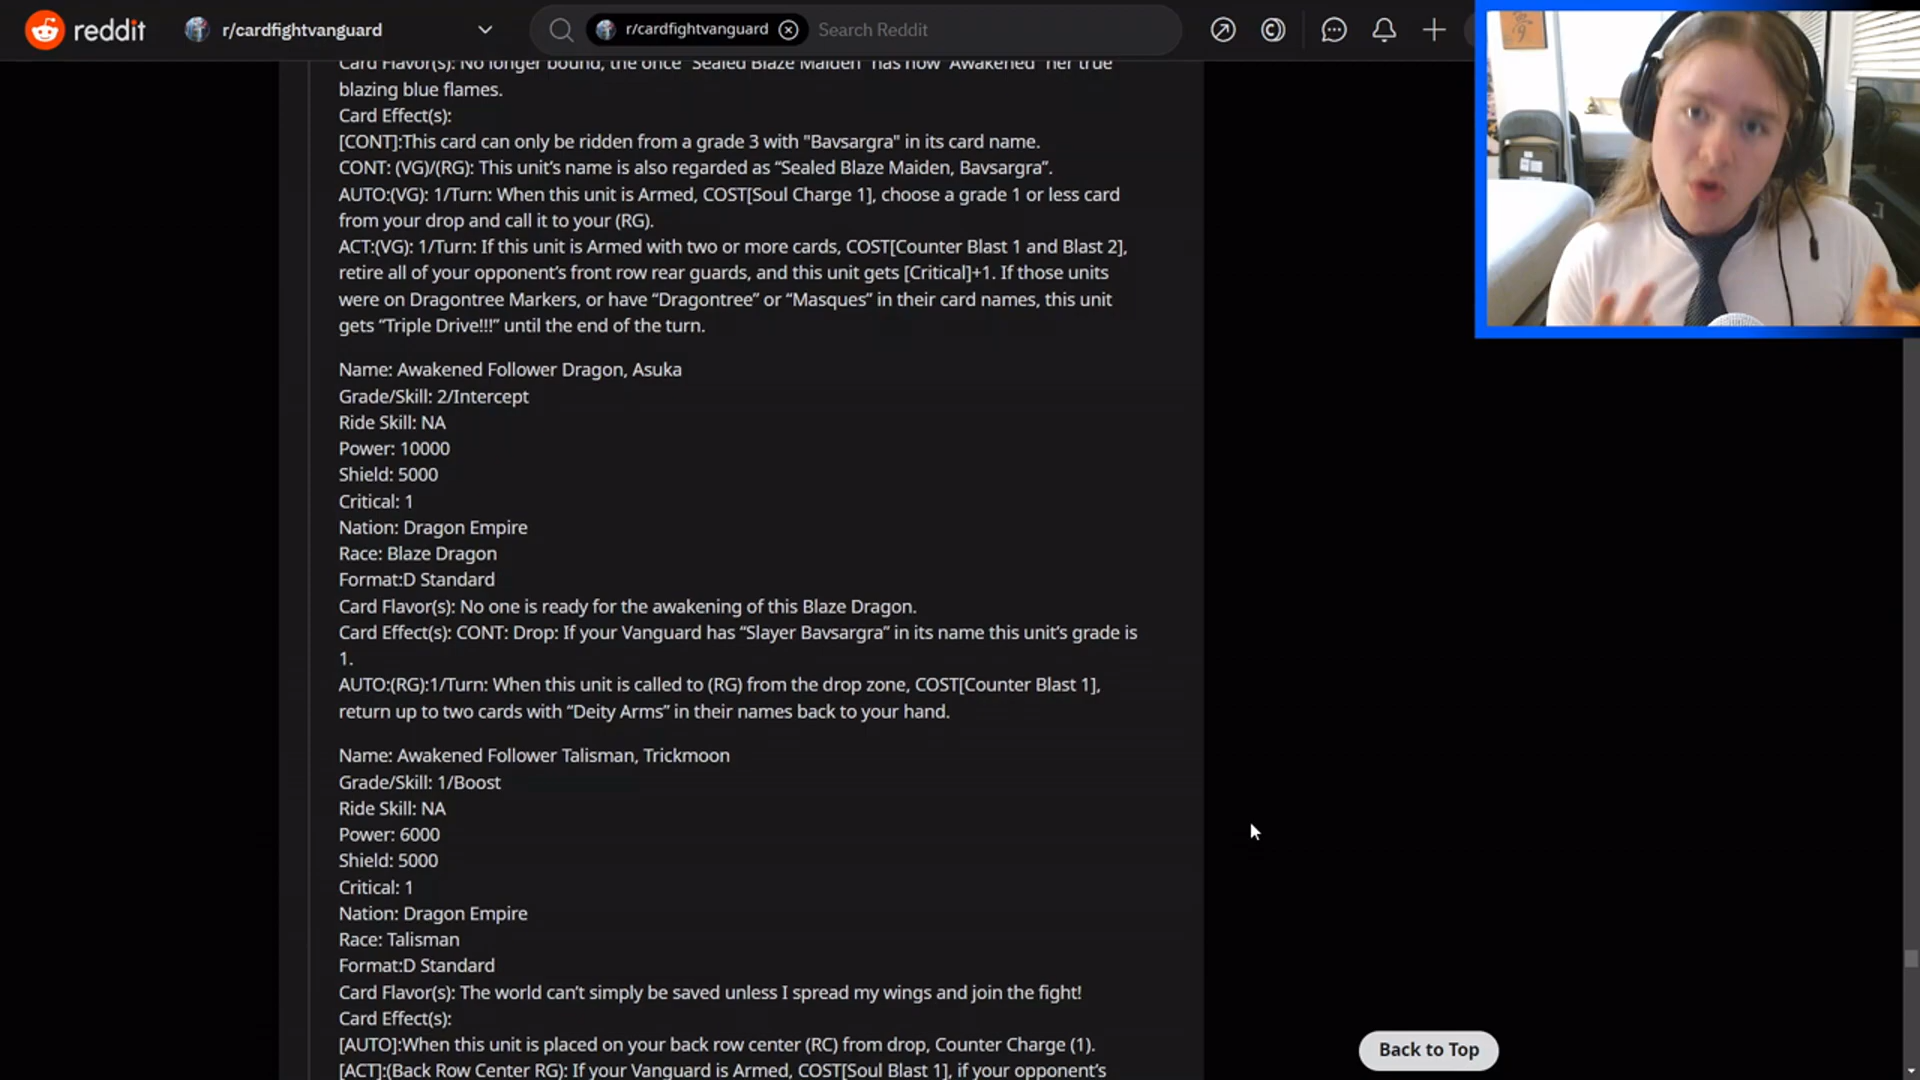 reddit
r/cardfightvanguard
r/cardfightvanguard
Search Reddit
Card Flavor(s): No longer bound, the once "Sealed Blaze Maiden" has now "Awakened" her true
blazing blue flames.
Card Effect(s):
[CONT]:This card can only be ridden from a grade 3 with "Bavsargra" in its card name.
CONT: (VG)/(RG): This unit’s name is also regarded as “Sealed Blaze Maiden, Bavsargra”.
AUTO:(VG): 1/Turn: When this unit is Armed, COST[Soul Charge 1], choose a grade 1 or less card
from your drop and call it to your (RG).
ACT:(VG): 1/Turn: If this unit is Armed with two or more cards, COST[Counter Blast 1 and Blast 2],
retire all of your opponent’s front row rear guards, and this unit gets [Critical]+1. If those units
were on Dragontree Markers, or have “Dragontree” or “Masques” in their card names, this unit
gets “Triple Drive!!!” until the end of the turn.
Name: Awakened Follower Dragon, Asuka
Grade/Skill: 2/Intercept
Ride Skill: NA
Power: 10000
Shield: 5000
Critical: 1
Nation: Dragon Empire
Race: Blaze Dragon
Format:D Standard
Card Flavor(s): No one is ready for the awakening of this Blaze Dragon.
Card Effect(s): CONT: Drop: If your Vanguard has “Slayer Bavsargra” in its name this unit’s grade is
1.
AUTO:(RG):1/Turn: When this unit is called to (RG) from the drop zone, COST[Counter Blast 1],
return up to two cards with “Deity Arms” in their names back to your hand.
Name: Awakened Follower Talisman, Trickmoon
Grade/Skill: 1/Boost
Ride Skill: NA
Power: 6000
Shield: 5000
Critical: 1
Nation: Dragon Empire
Race: Talisman
Format:D Standard
Card Flavor(s): The world can’t simply be saved unless I spread my wings and join the fight!
Card Effect(s):
[AUTO]:When this unit is placed on your back row center (RC) from drop, Counter Charge (1).
[ACT]:(Back Row Center RG): If your Vanguard is Armed, COST[Soul Blast 1], if your opponent’s
Back to Top